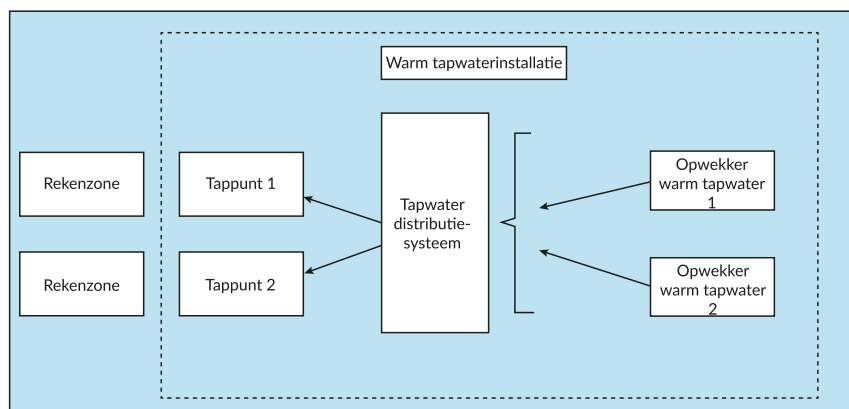 Warm tapwaterinstallatie
Rekenzone
Tappunt 1
Tapwater
distributie-
systeem
Opwekker
warm tapwater
1
Rekenzone
Tappunt 2
Opwekker
warm tapwater
2